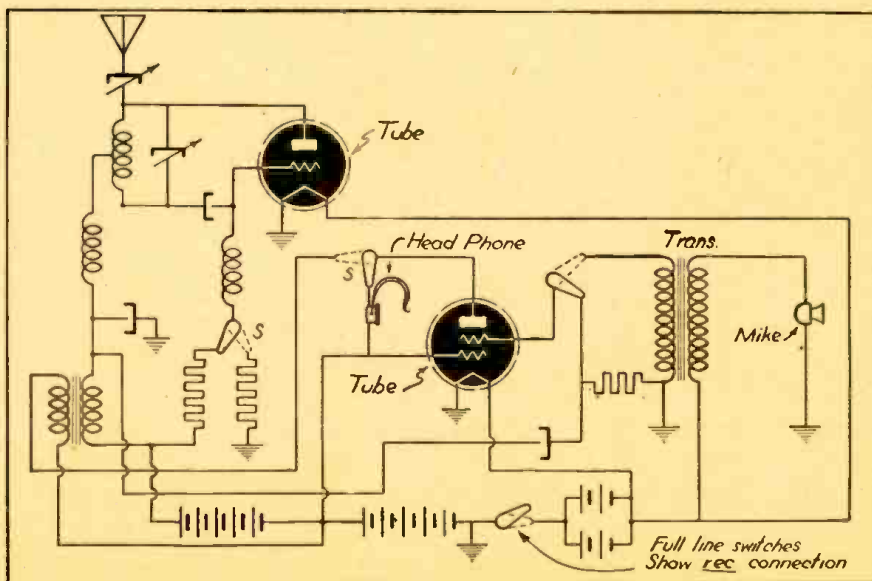 Tube
Head Phone
S
Trans.
S
Mike
Tube
Full line switches
Show rec connection